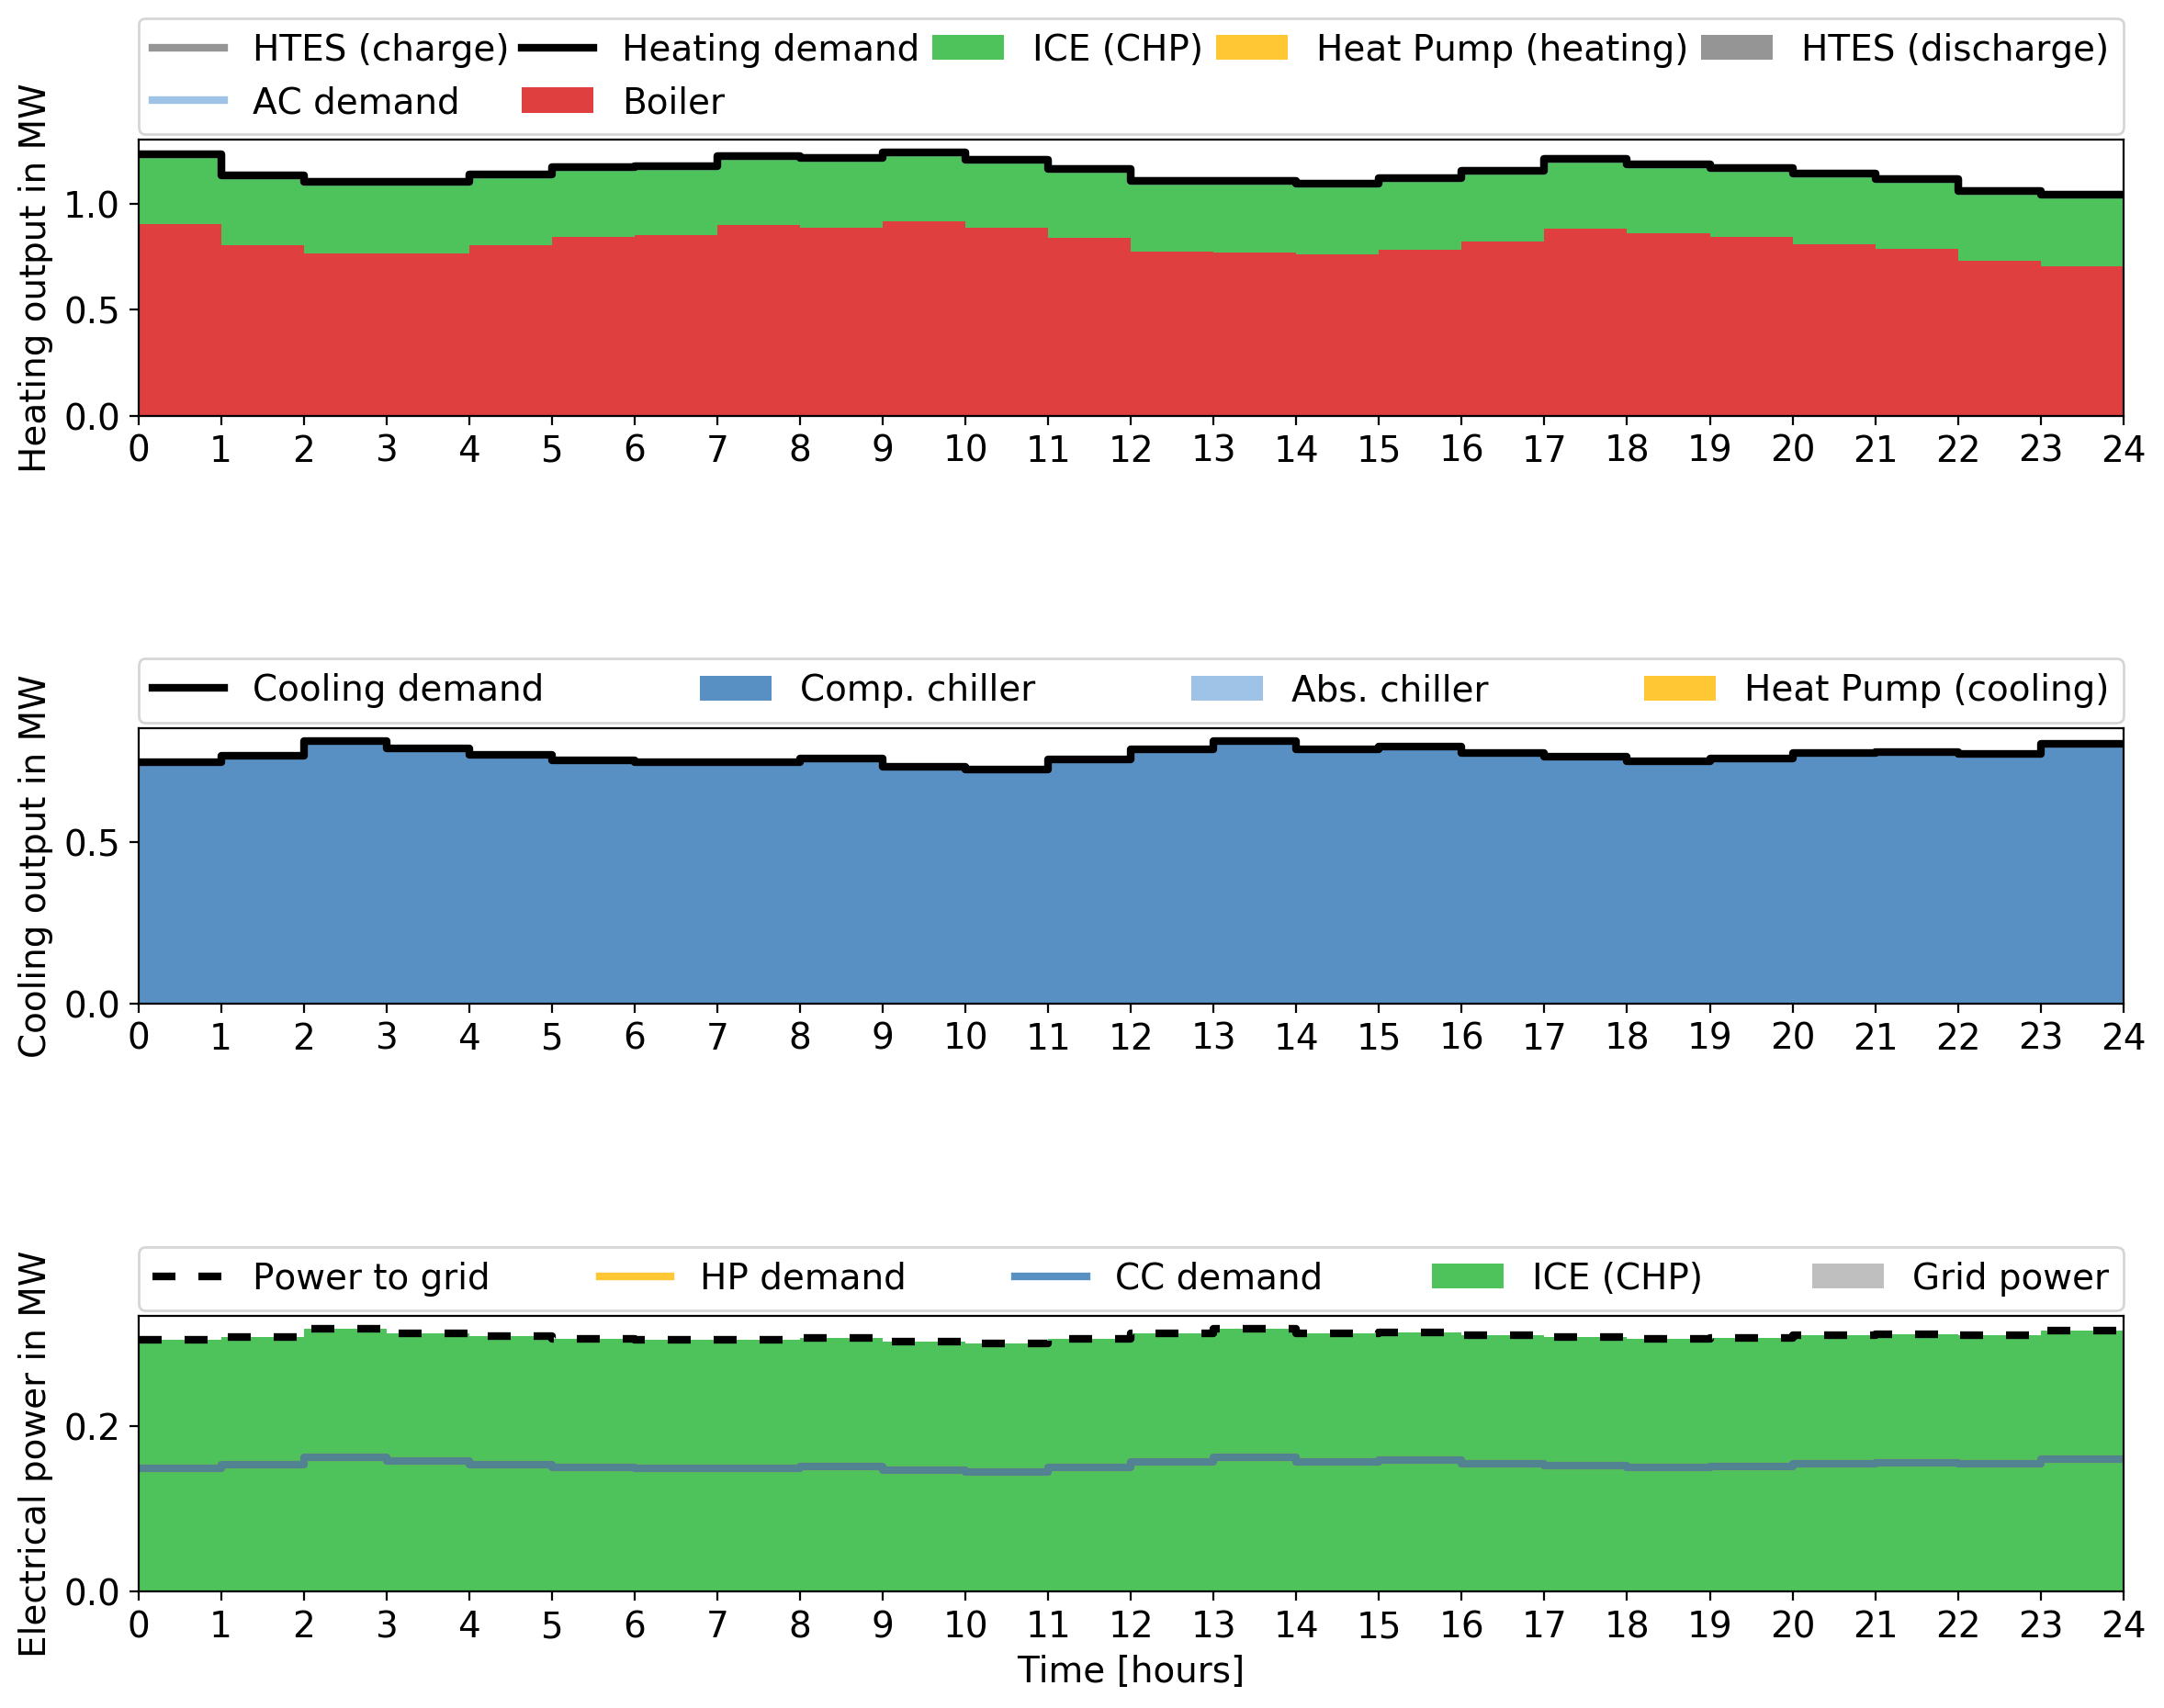 HTES (charge) Heating demand ICE (CHP) Heat Pump (heating) HTES (discharge)
AC demand Boiler
Heating output in MW
1.0
0.5
0.0
0 1 2 3 4 5 6 7 8 9 10 11 12 13 14 15 16 17 18 19 20 21 22 23 24
Cooling demand Comp. chiller Abs. chiller Heat Pump (cooling)
Cooling output in MW
0.5
0.0
0 1 2 3 4 5 6 7 8 9 10 11 12 13 14 15 16 17 18 19 20 21 22 23 24
Power to grid HP demand CC demand ICE (CHP) Grid power
Electrical power in MW
0.2
0.0
0 1 2 3 4 5 6 7 8 9 10 11 12 13 14 15 16 17 18 19 20 21 22 23 24
Time [hours]